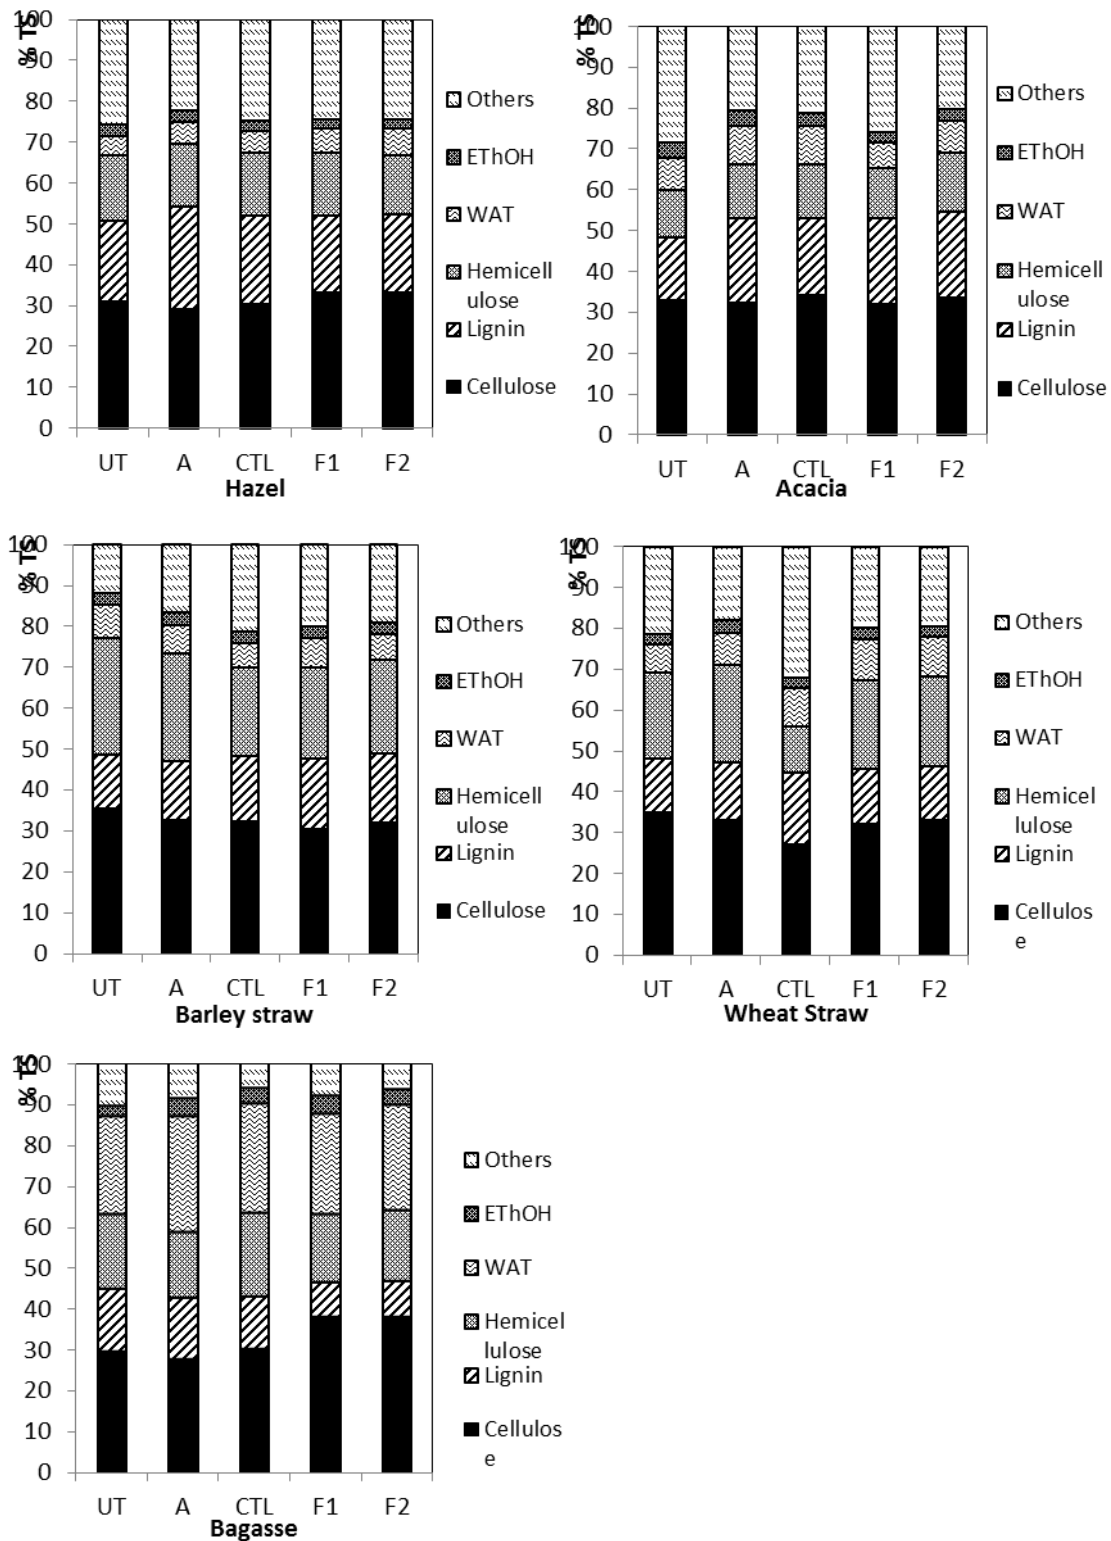 % TS
100
90
80
70
60
50
40
30
20
10
0
UT A CTL F1 F2
Hazel
Others
EThOH
WAT
Hemicell
ulose
Lignin
Cellulose
% TS
100
90
80
70
60
50
40
30
20
10
0
UT A CTL F1 F2
Acacia
Others
EThOH
WAT
Hemicell
ulose
Lignin
Cellulose
% TS
100
90
80
70
60
50
40
30
20
10
0
UT A CTL F1 F2
Barley straw
Others
EThOH
WAT
Hemicell
ulose
Lignin
Cellulose
% TS
100
90
80
70
60
50
40
30
20
10
0
UT A CTL F1 F2
Wheat Straw
Others
EThOH
WAT
Hemicel
lulose
Lignin
Cellulos
e
% TS
100
90
80
70
60
50
40
30
20
10
0
UT A CTL F1 F2
Bagasse
Others
EThOH
WAT
Hemicel
lulose
Lignin
Cellulos
e